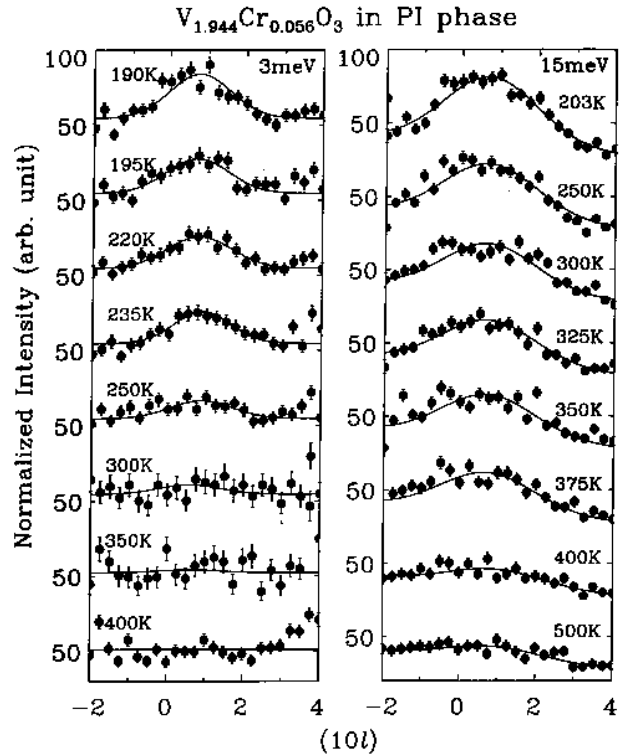 V1.944Cr0.056O3 in PI phase
Normalized Intensity (arb. unit)
3meV
100
190K
50
195K
50
220K
50
235K
50
250K
50
300K
50
350K
50
400K
50
−2 0 2 4
15meV
100
203K
50
250K
50
300K
50
325K
50
350K
50
375K
50
400K
50
500K
50
−2 0 2 4
(10l)